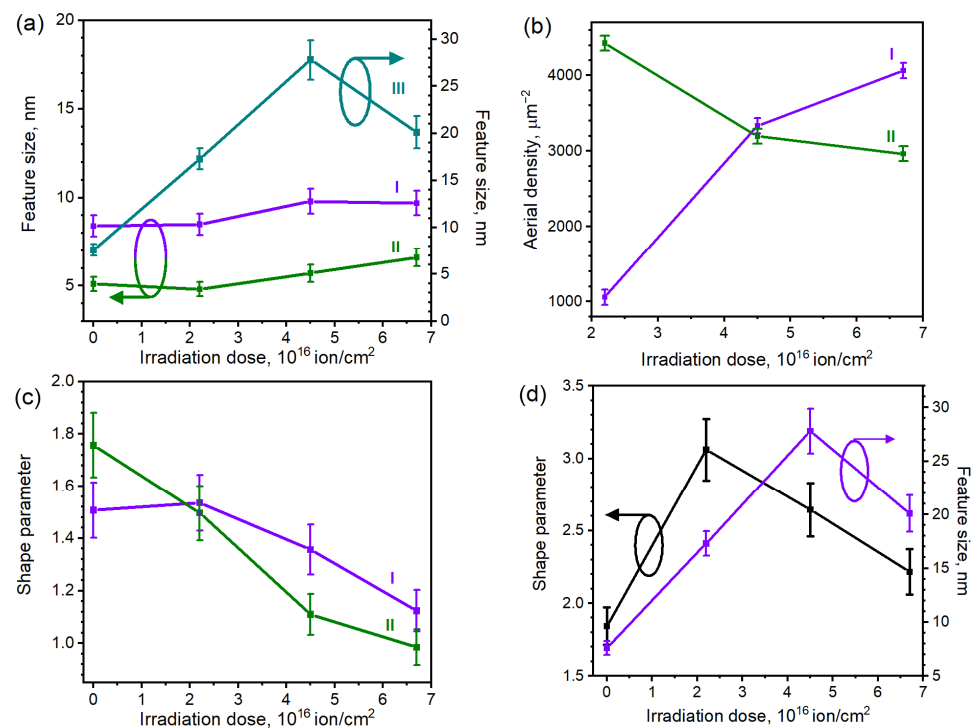 (a)
20
15
10
5
Feature size, nm
30
25
20
15
10
5
0
Feature size, nm
III
I
II
0 1 2 3 4 5 6 7
Irradiation dose, 10¹⁶ ion/cm²
(b)
4000
3000
2000
1000
Aerial density, μm⁻²
I
II
2 3 4 5 6 7
Irradiation dose, 10¹⁶ ion/cm²
(c)
2.0
1.8
1.6
1.4
1.2
1.0
Shape parameter
I
II
0 1 2 3 4 5 6 7
Irradiation dose, 10¹⁶ ion/cm²
(d)
3.5
3.0
2.5
2.0
1.5
Shape parameter
30
25
20
15
10
5
Feature size, nm
0 1 2 3 4 5 6 7
Irradiation dose, 10¹⁶ ion/cm²